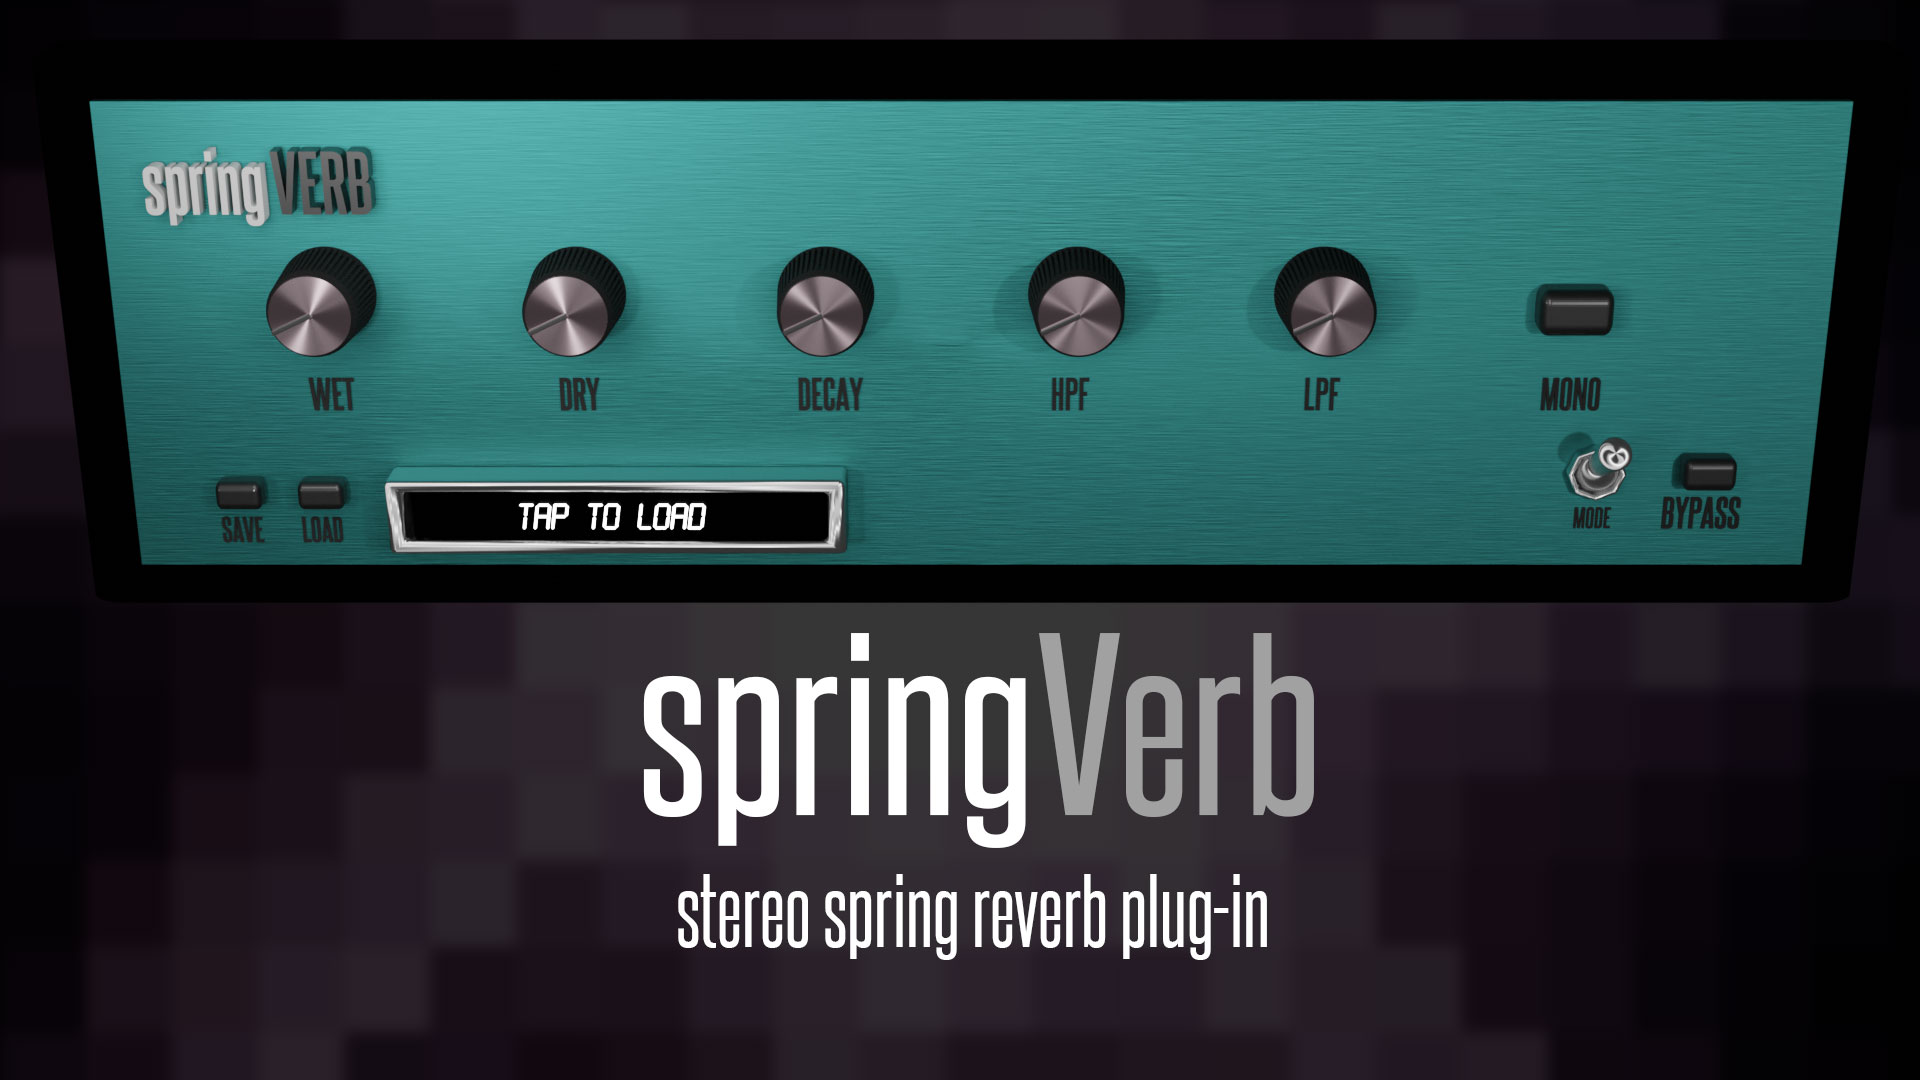 springVERB
WET DRY DECAY HPF LPF MONO
SAVE LOAD TAP TO LOAD MODE BYPASS
springVerb
stereo spring reverb plug-in